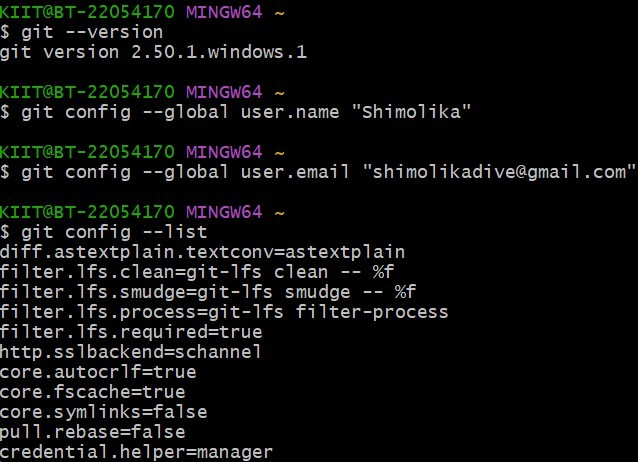 KIIT@BT-22054170 MINGW64 ~
$ git --version
git version 2.50.1.windows.1
KIIT@BT-22054170 MINGW64 ~
$ git config --global user.name "Shimolika"
KIIT@BT-22054170 MINGW64 ~
$ git config --global user.email "shimolikadive@gmail.com"
KIIT@BT-22054170 MINGW64 ~
$ git config --list
diff.astextplain.textconv=astextplain
filter.lfs.clean=git-lfs clean -- %f
filter.lfs.smudge=git-lfs smudge -- %f
filter.lfs.process=git-lfs filter-process
filter.lfs.required=true
http.sslbackend=schannel
core.autocrlf=true
core.fscache=true
core.symlinks=false
pull.rebase=false
credential.helper=manager